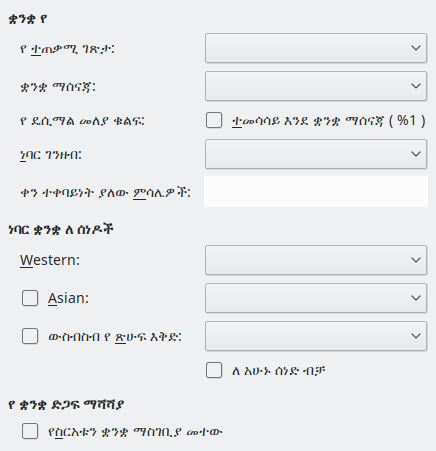 ቋንቋ የ
የ ተጠቃሚ ገጽታ:
ቋንቋ ማሰናጃ:
የ ዴሲማል መለያ ቁልፍ:
ተመሳሳይ እንደ ቋንቋ ማሰናጃ ( %1 )
ነባር ገንዘብ:
ቀን ተቀባይነት ያለው ምሳሌዎች:
ነባር ቋንቋ ለ ሰነዶች
Western:
Asian:
ውስብስብ የ ጽሁፍ እቅድ:
ለ አሁኑ ሰነድ ብቻ
የ ቋንቋ ድጋፍ ማሻሻያ
የስርአቱን ቋንቋ ማስገቢያ መተው